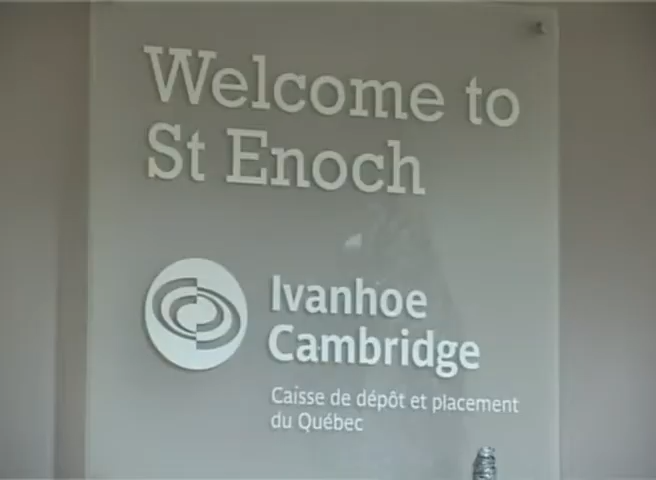 Welcome to
St Enoch
Ivanhoe
Cambridge
Caisse de dépôt et placement
du Québec